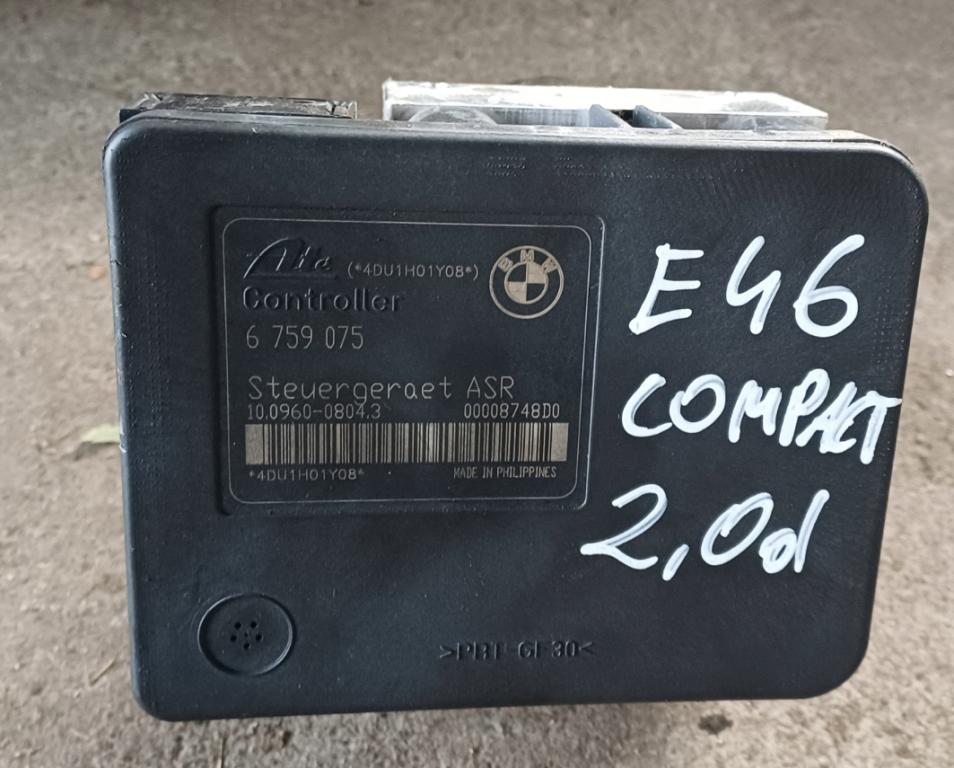 Ate (*4DU1H01Y08*)
BMW
Controller
6 759 075
Steuergeraet ASR
10.0960-0804.3 00008748D0
*4DU1H01Y08* MADE IN PHILIPPINES
E46
COMPACT
2,0d
>PBT-GF30<